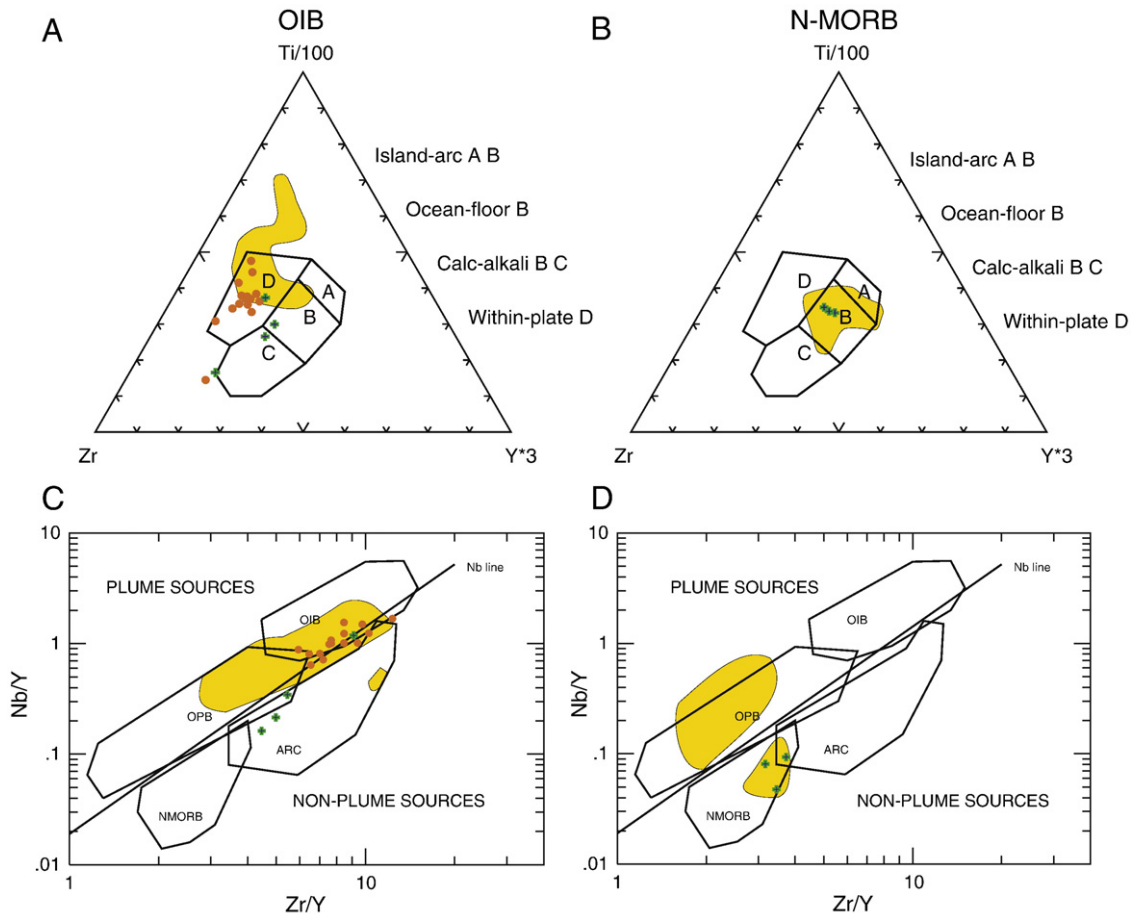 A
OIB
Ti/100
Island-arc A B
Ocean-floor B
Calc-alkali B C
Within-plate D
D
A
B
C
Zr
Y*3
B
N-MORB
Ti/100
Island-arc A B
Ocean-floor B
Calc-alkali B C
Within-plate D
D
A
B
C
Zr
Y*3
C
10
1
.1
.01
Nb/Y
PLUME SOURCES
Nb line
OIB
OPB
ARC
NMORB
NON-PLUME SOURCES
1
10
Zr/Y
D
10
1
.1
.01
Nb/Y
PLUME SOURCES
Nb line
OIB
OPB
ARC
NMORB
NON-PLUME SOURCES
1
10
Zr/Y